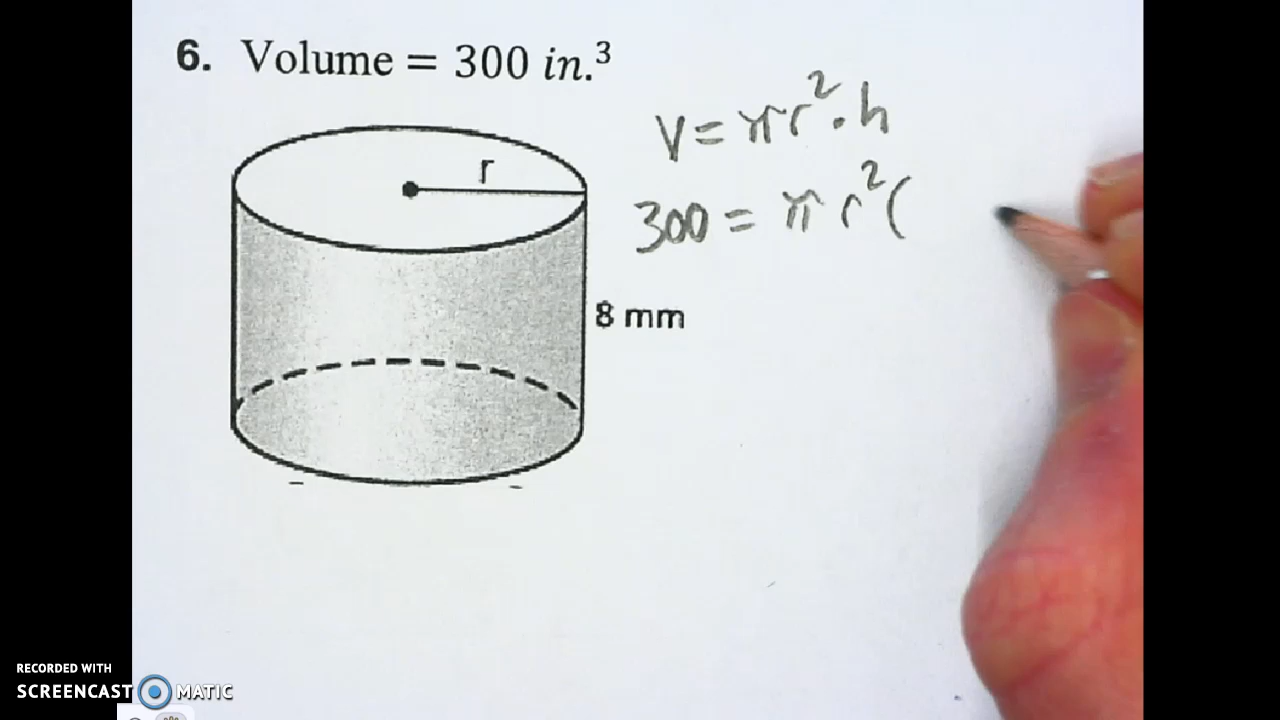 6. Volume = 300 in.³
V = πr²·h
r
300 = πr²(
8 mm
RECORDED WITH
SCREENCAST MATIC